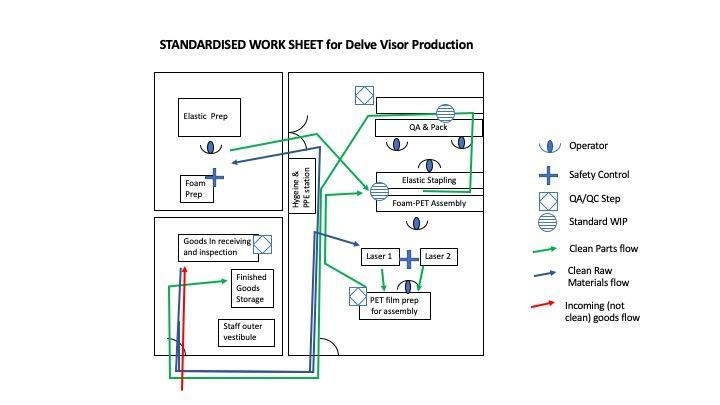 STANDARDISED WORK SHEET for Delve Visor Production
Elastic Prep
Foam
Prep
Hygeine &
PPE station
QA & Pack
Elastic Stapling
Foam-PET Assembly
Laser 1
Laser 2
PET film prep
for assembly
Goods In receiving
and inspection
Finished
Goods
Storage
Staff outer
vestibule
Operator
Safety Control
QA/QC Step
Standard WIP
Clean Parts flow
Clean Raw
Materials flow
Incoming (not
clean) goods flow